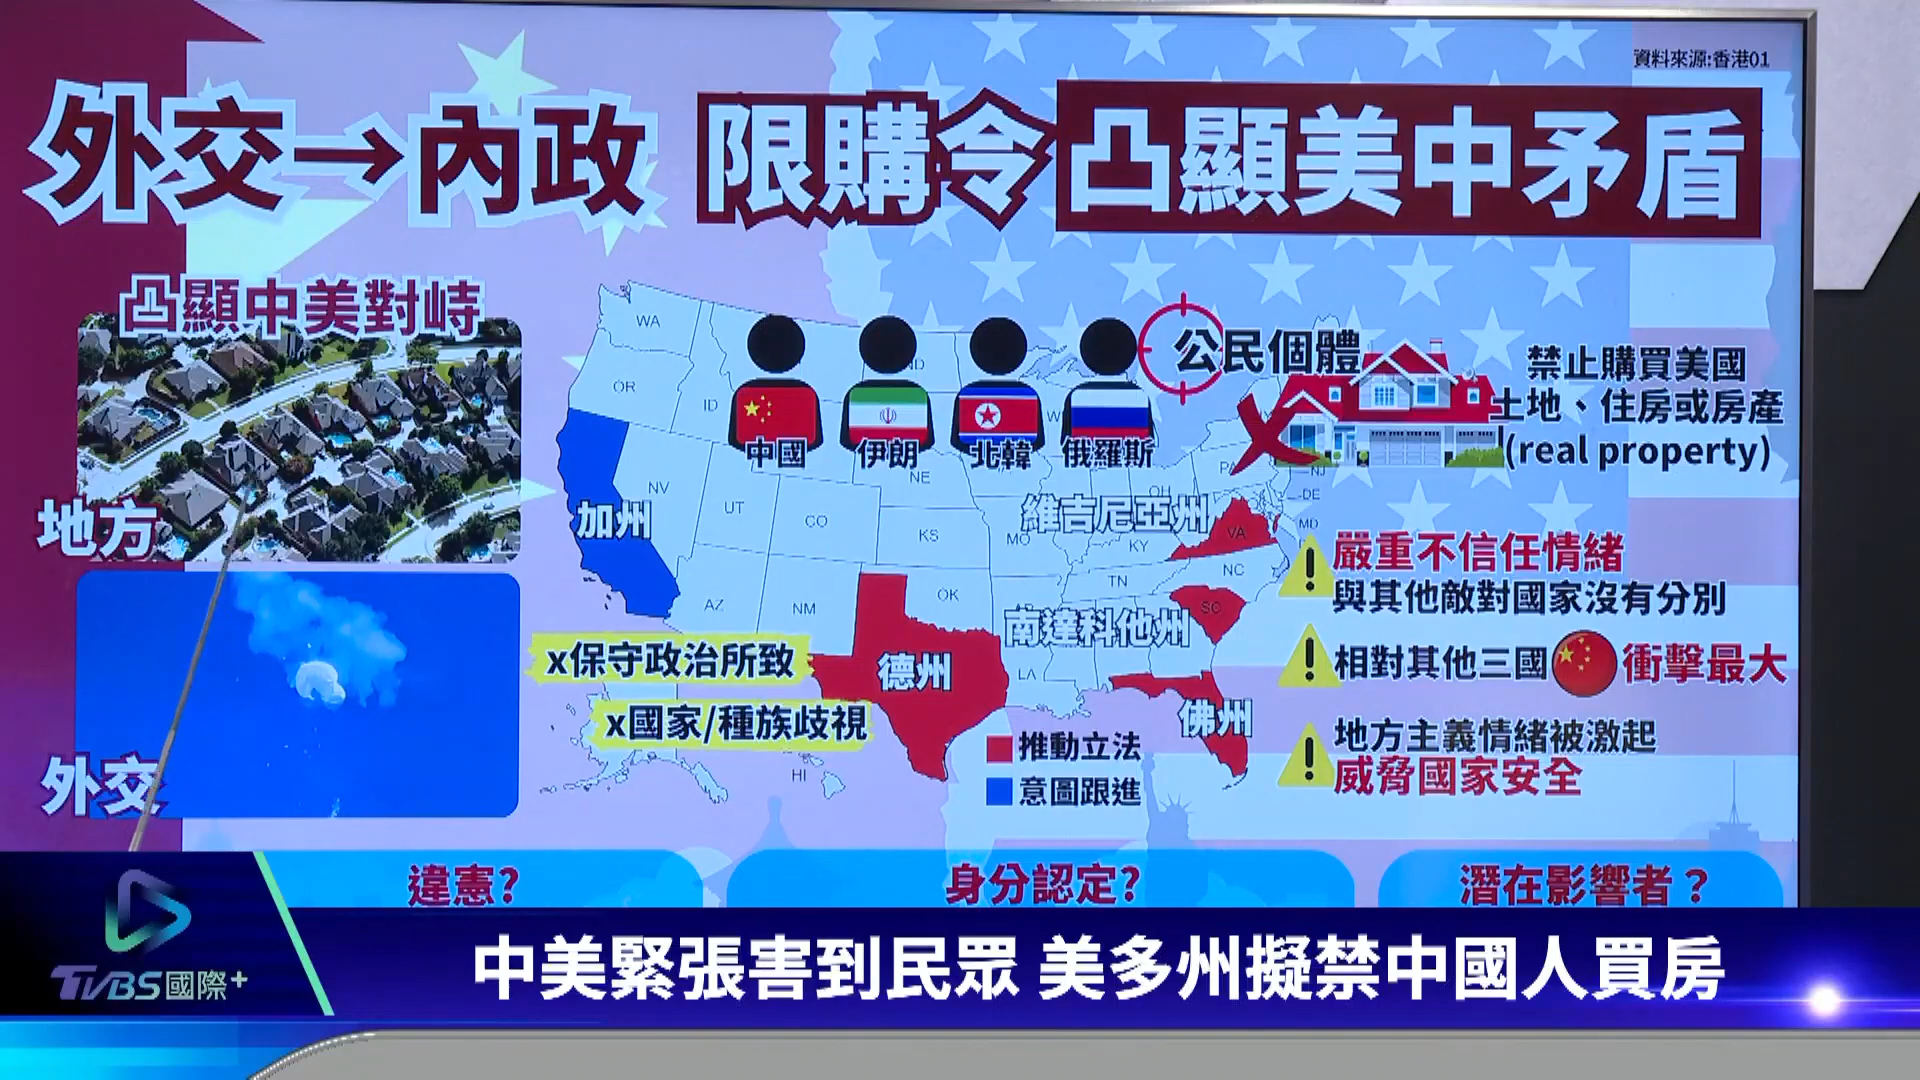 資料來源:香港01
外交→內政 限購令凸顯美中矛盾
凸顯中美對峙
地方
外交
WA
OR
ID
ND
NV
UT
CO
NE
KS
MO
KY
OH
PA
NJ
DE
MD
VA
NC
TN
SC
AZ
NM
OK
LA
HI
中國
伊朗
北韓
俄羅斯
公民個體
禁止購買美國
土地、住房或房產
(real property)
加州
維吉尼亞州
南達科他州
德州
佛州
x保守政治所致
x國家/種族歧視
推動立法
意圖跟進
嚴重不信任情緒
與其他敵對國家沒有分別
相對其他三國
衝擊最大
地方主義情緒被激起
威脅國家安全
違憲?
身分認定?
潛在影響者？
TVBS國際+
中美緊張害到民眾 美多州擬禁中國人買房